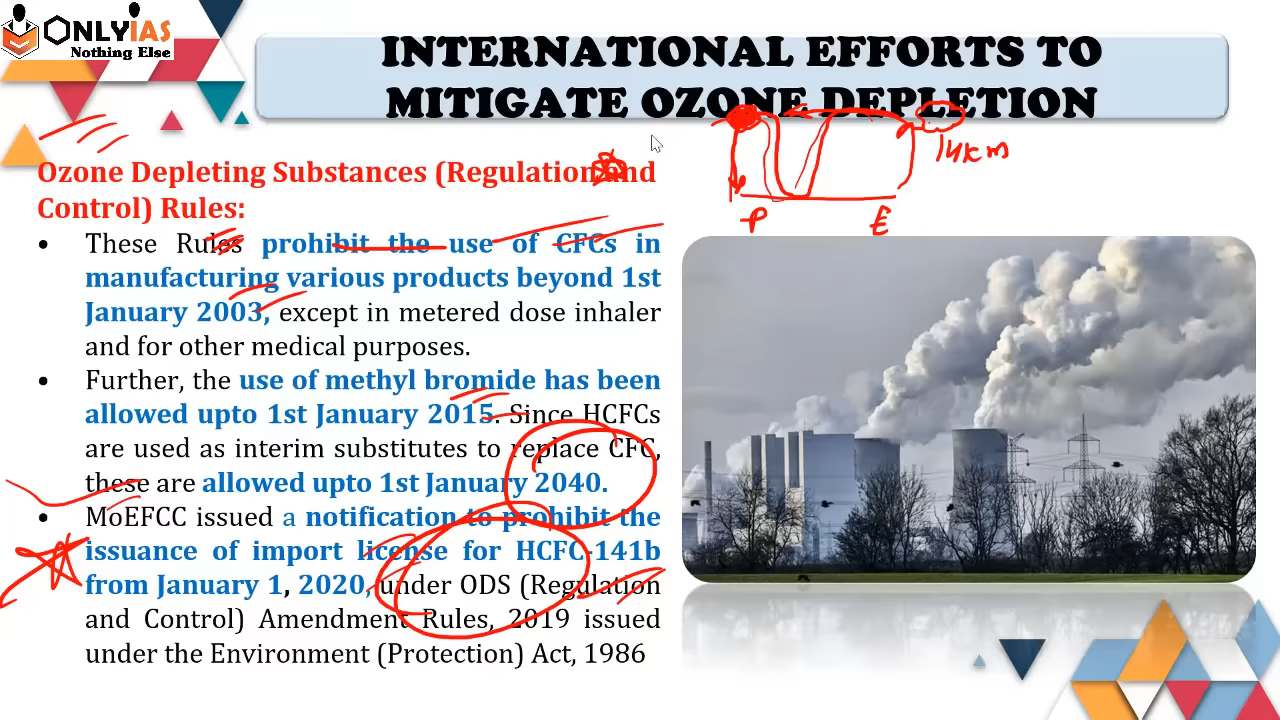 ONLYIAS
Nothing Else
INTERNATIONAL EFFORTS TO
MITIGATE OZONE DEPLETION
14km
P E
Ozone Depleting Substances (Regulation and
Control) Rules:
• These Rules prohibit the use of CFCs in
manufacturing various products beyond 1st
January 2003, except in metered dose inhaler
and for other medical purposes.
• Further, the use of methyl bromide has been
allowed upto 1st January 2015. Since HCFCs
are used as interim substitutes to replace CFC,
these are allowed upto 1st January 2040.
• MoEFCC issued a notification to prohibit the
issuance of import license for HCFC-141b
from January 1, 2020, under ODS (Regulation
and Control) Amendment Rules, 2019 issued
under the Environment (Protection) Act, 1986